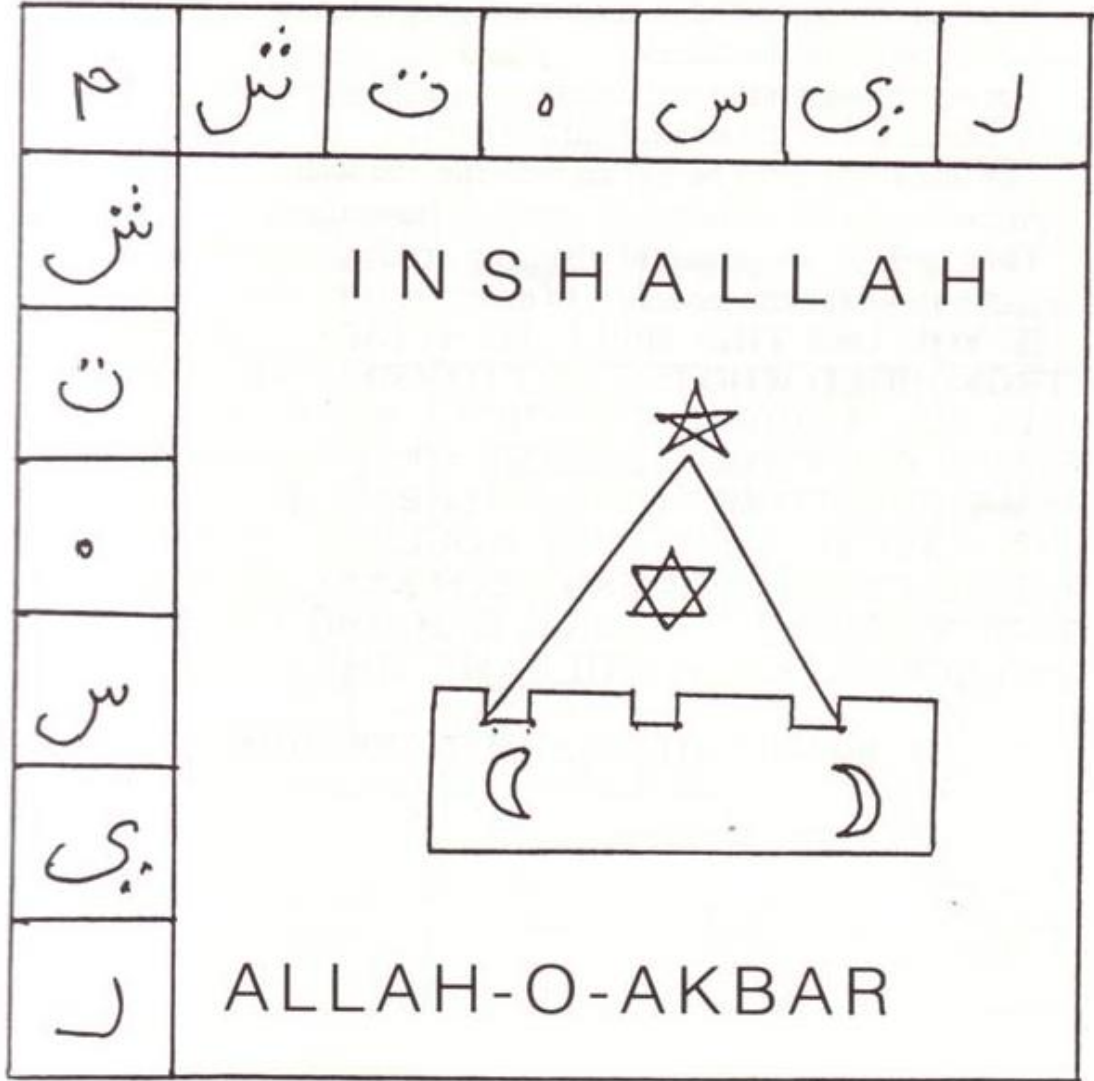 ل ي س ه ت ش م
ش
INSHALLAH
ت
ه
س
ي
ل
ALLAH-O-AKBAR